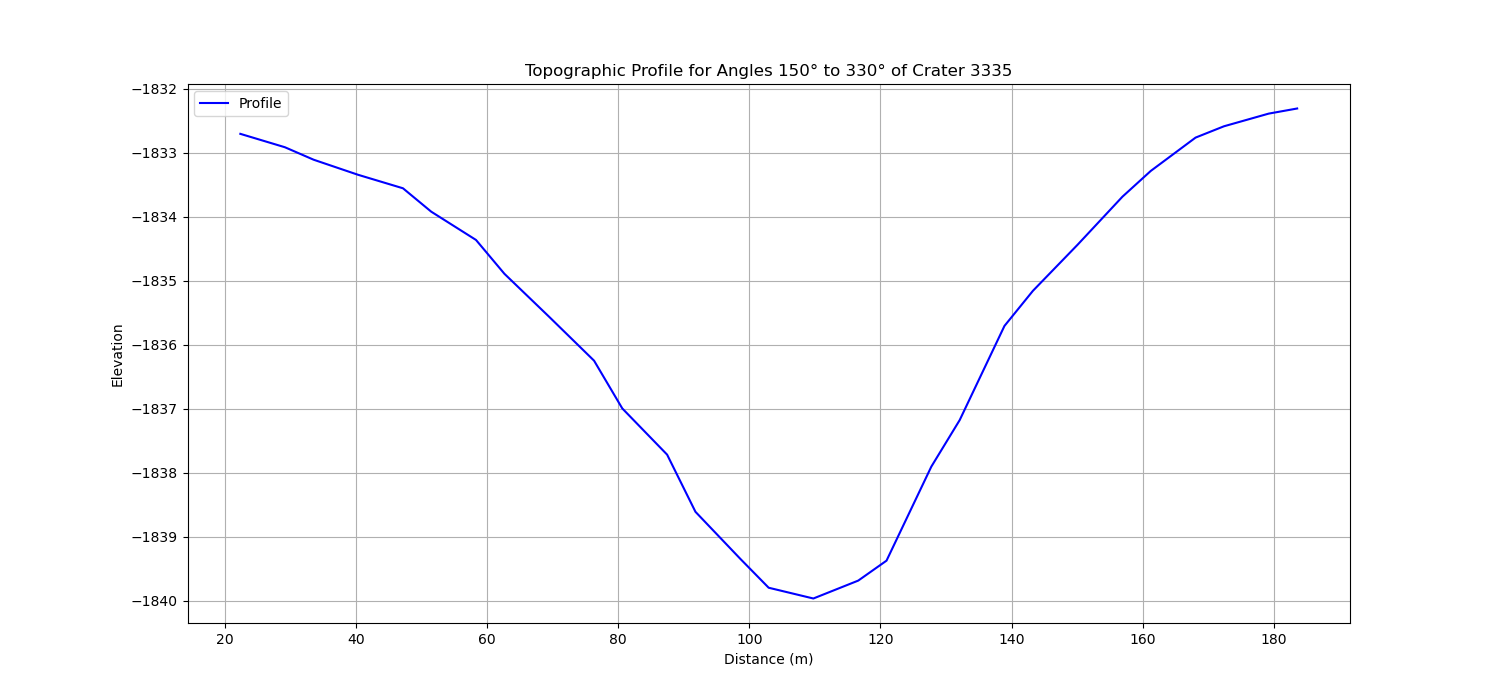 Topographic Profile for Angles 150° to 330° of Crater 3335
Profile
−1832
−1833
−1834
−1835
−1836
−1837
−1838
−1839
−1840
Elevation
20 40 60 80 100 120 140 160 180
Distance (m)